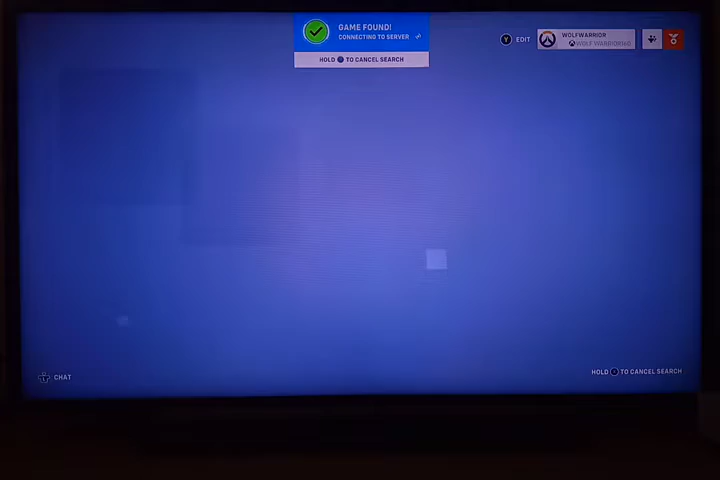 GAME FOUND!
CONNECTING TO SERVER
HOLD TO CANCEL SEARCH
Y EDIT
WOLFWARRIOR
CHAT
HOLD TO CANCEL SEARCH